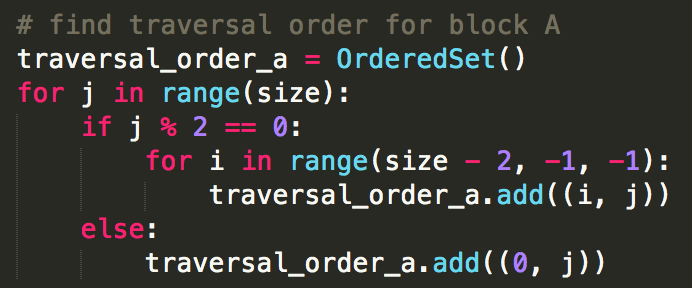 # find traversal order for block A
traversal_order_a = OrderedSet()
for j in range(size):
    if j % 2 == 0:
        for i in range(size - 2, -1, -1):
            traversal_order_a.add((i, j))
    else:
        traversal_order_a.add((0, j))